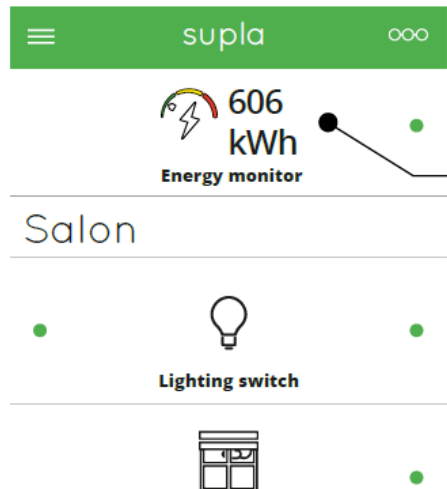 supla
606
kWh
Energy monitor
Salon
Lighting switch